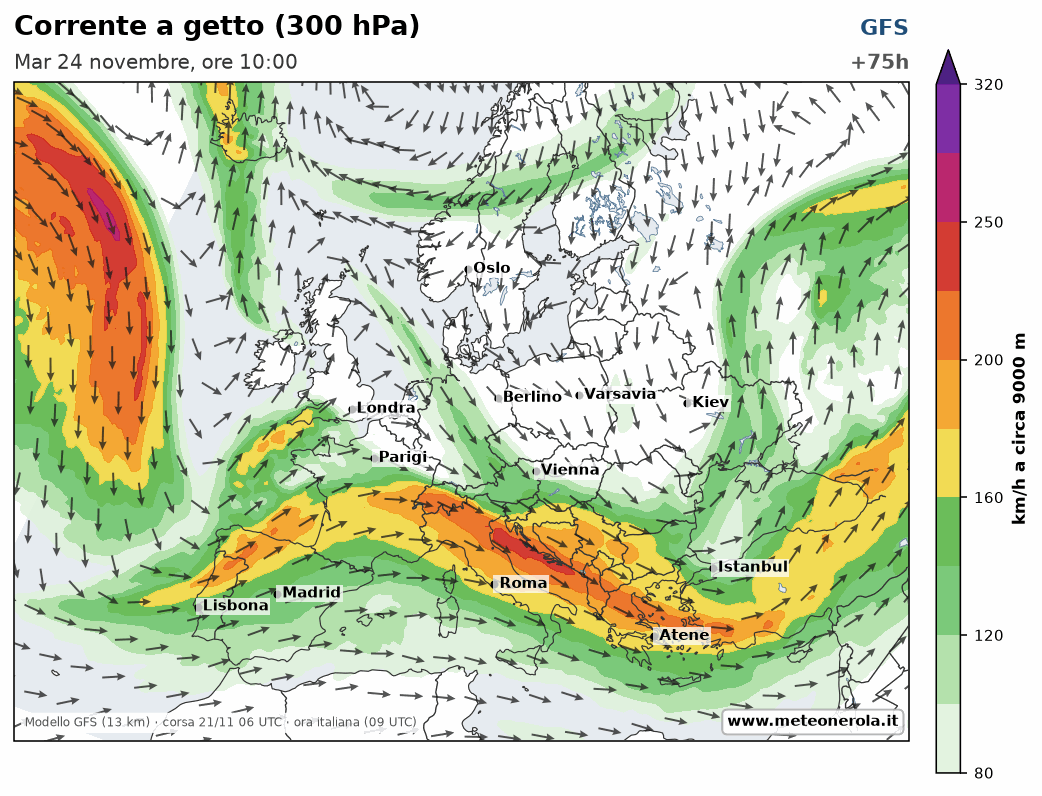 Corrente a getto (300 hPa)
GFS
Mar 24 novembre, ore 10:00
+75h
320
250
200
160
120
80
km/h a circa 9000 m
Oslo
Berlino
Varsavia
Kiev
Londra
Parigi
Vienna
Istanbul
Roma
Madrid
Lisbona
Atene
Modello GFS (13 km) · corsa 21/11 06 UTC · ora italiana (09 UTC)
www.meteonerola.it